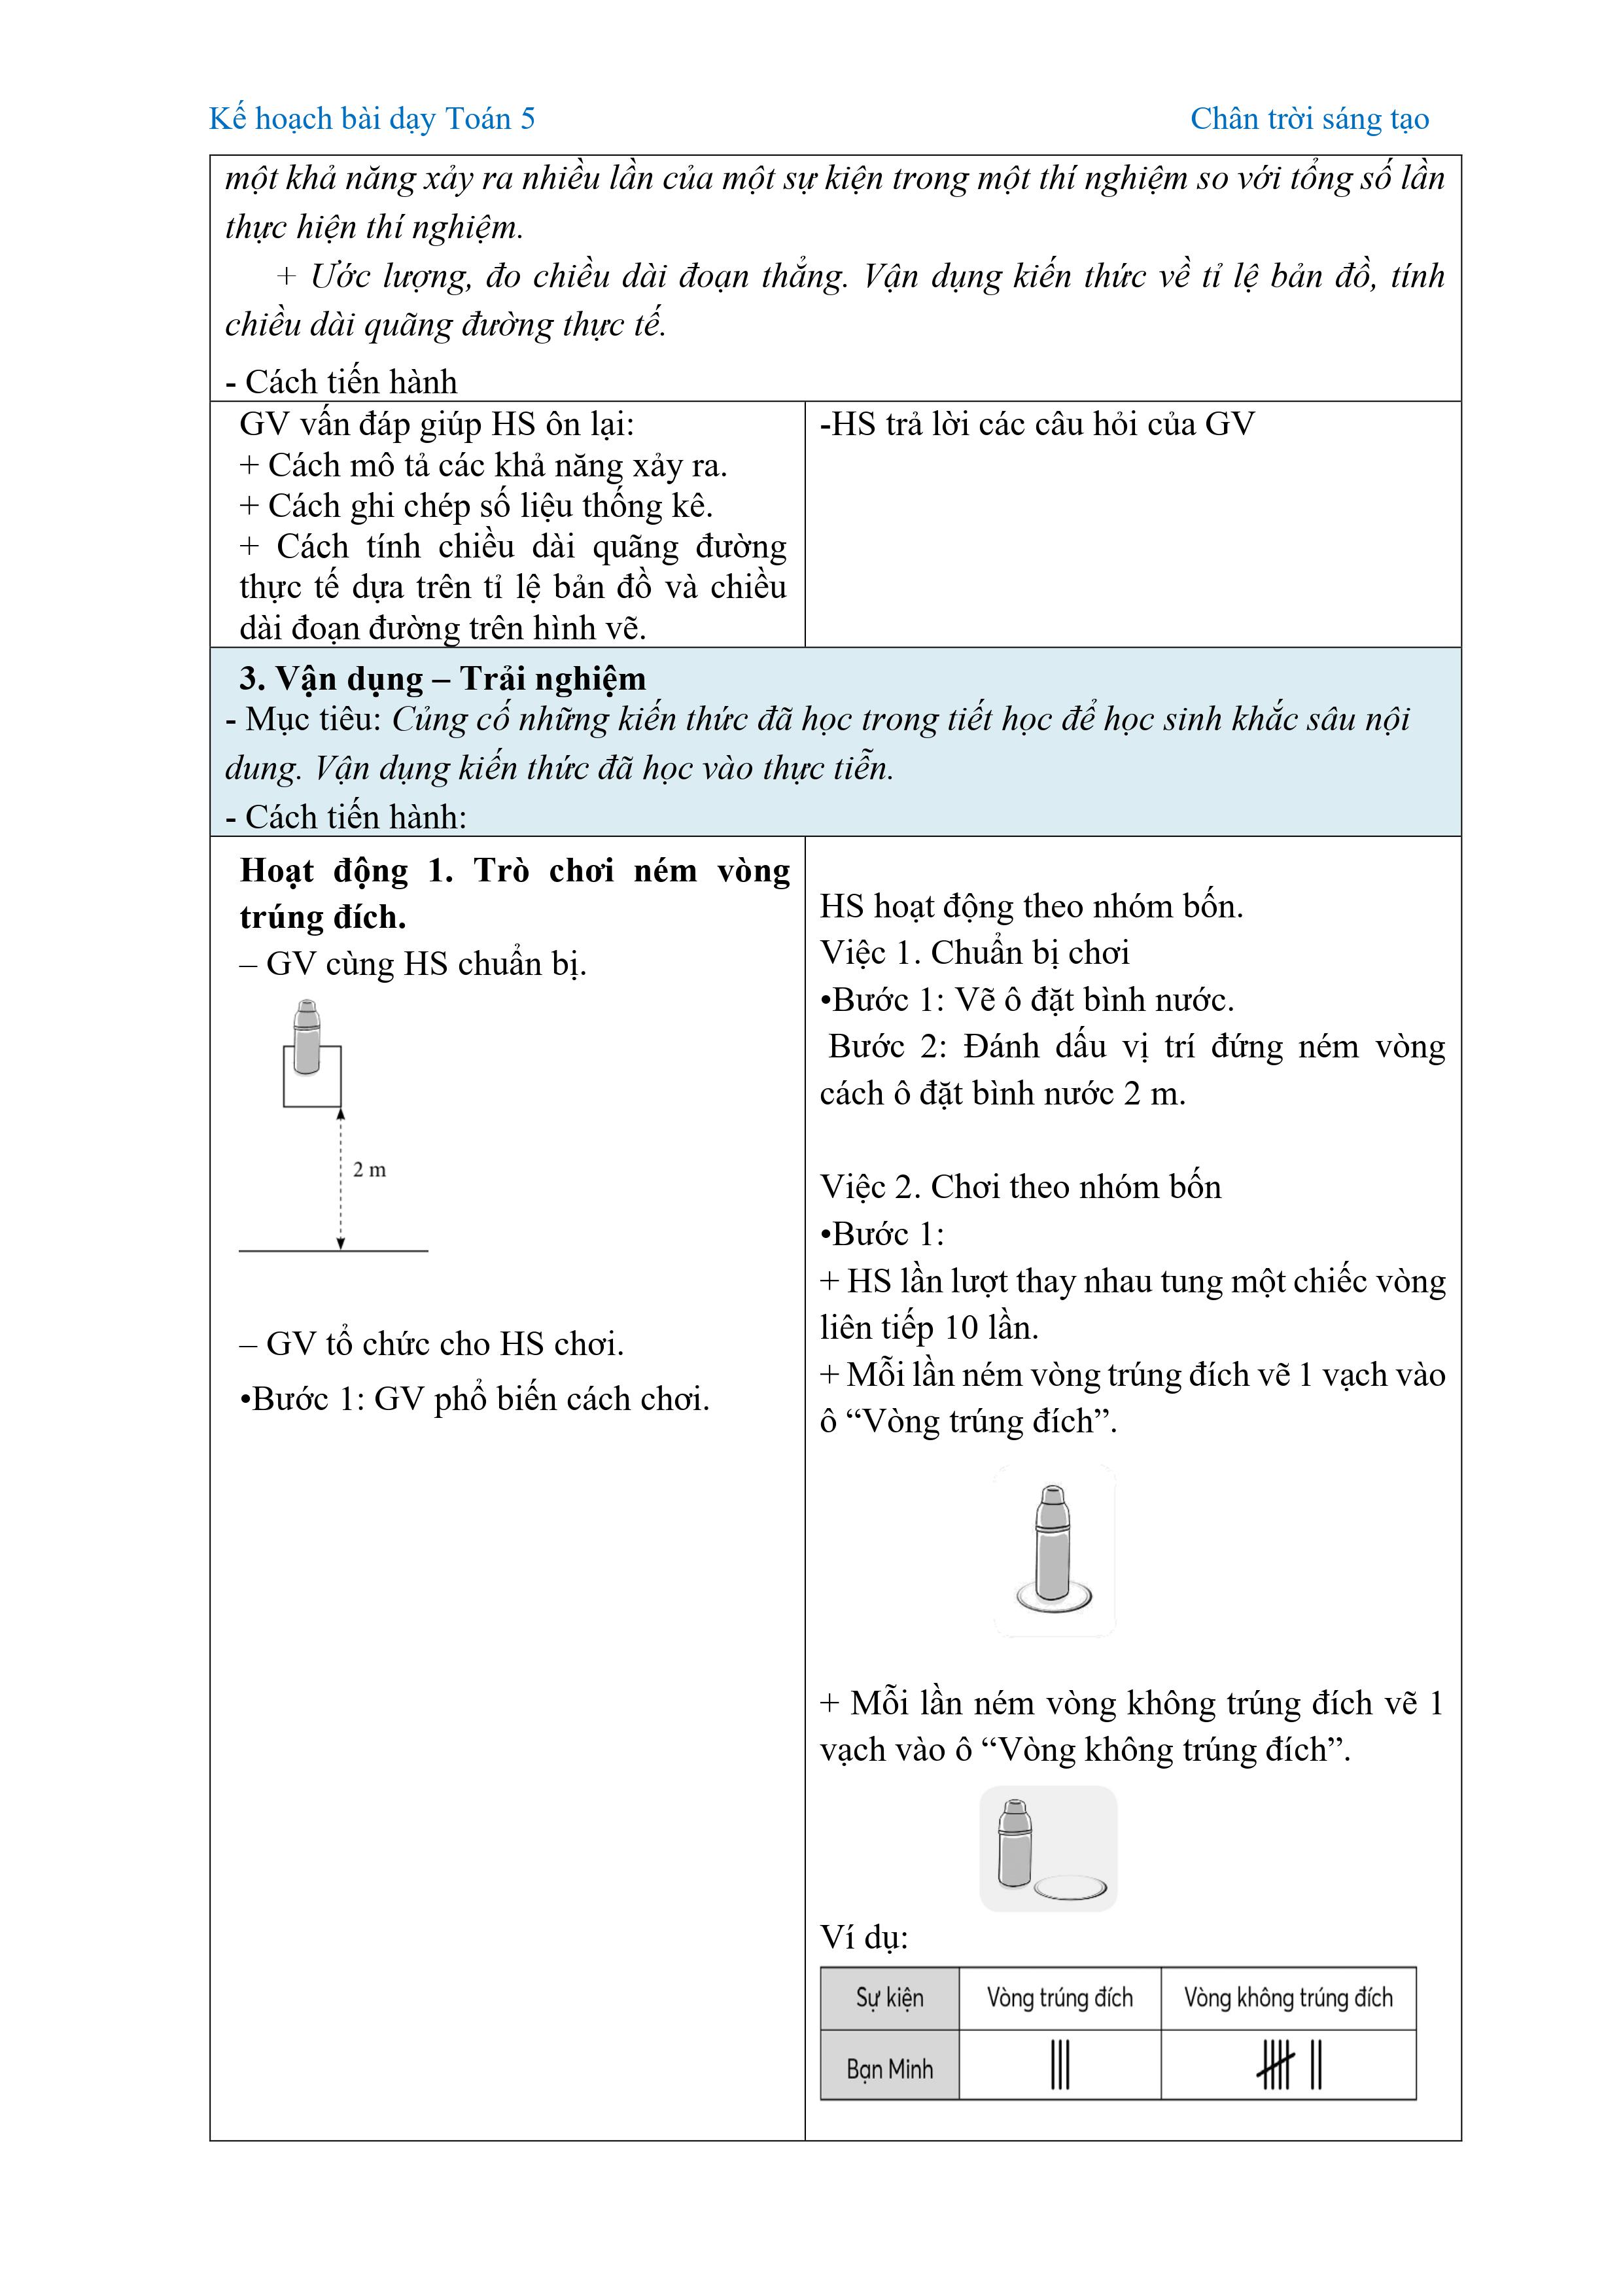 Kế hoạch bài dạy Toán 5 Chân trời sáng tạo
một khả năng xảy ra nhiều lần của một sự kiện trong một thí nghiệm so với tổng số lần
thực hiện thí nghiệm.
+ Ước lượng, đo chiều dài đoạn thẳng. Vận dụng kiến thức về tỉ lệ bản đồ, tính
chiều dài quãng đường thực tế.
- Cách tiến hành
GV vấn đáp giúp HS ôn lại:
+ Cách mô tả các khả năng xảy ra.
+ Cách ghi chép số liệu thống kê.
+ Cách tính chiều dài quãng đường
thực tế dựa trên tỉ lệ bản đồ và chiều
dài đoạn đường trên hình vẽ.
-HS trả lời các câu hỏi của GV
3. Vận dụng – Trải nghiệm
- Mục tiêu: Củng cố những kiến thức đã học trong tiết học để học sinh khắc sâu nội
dung. Vận dụng kiến thức đã học vào thực tiễn.
- Cách tiến hành:
Hoạt động 1. Trò chơi ném vòng
trúng đích.
– GV cùng HS chuẩn bị.
2 m
– GV tổ chức cho HS chơi.
•Bước 1: GV phổ biến cách chơi.
HS hoạt động theo nhóm bốn.
Việc 1. Chuẩn bị chơi
•Bước 1: Vẽ ô đặt bình nước.
Bước 2: Đánh dấu vị trí đứng ném vòng
cách ô đặt bình nước 2 m.
Việc 2. Chơi theo nhóm bốn
•Bước 1:
+ HS lần lượt thay nhau tung một chiếc vòng
liên tiếp 10 lần.
+ Mỗi lần ném vòng trúng đích vẽ 1 vạch vào
ô “Vòng trúng đích”.
+ Mỗi lần ném vòng không trúng đích vẽ 1
vạch vào ô “Vòng không trúng đích”.
Ví dụ:
Sự kiện Vòng trúng đích Vòng không trúng đích
Bạn Minh